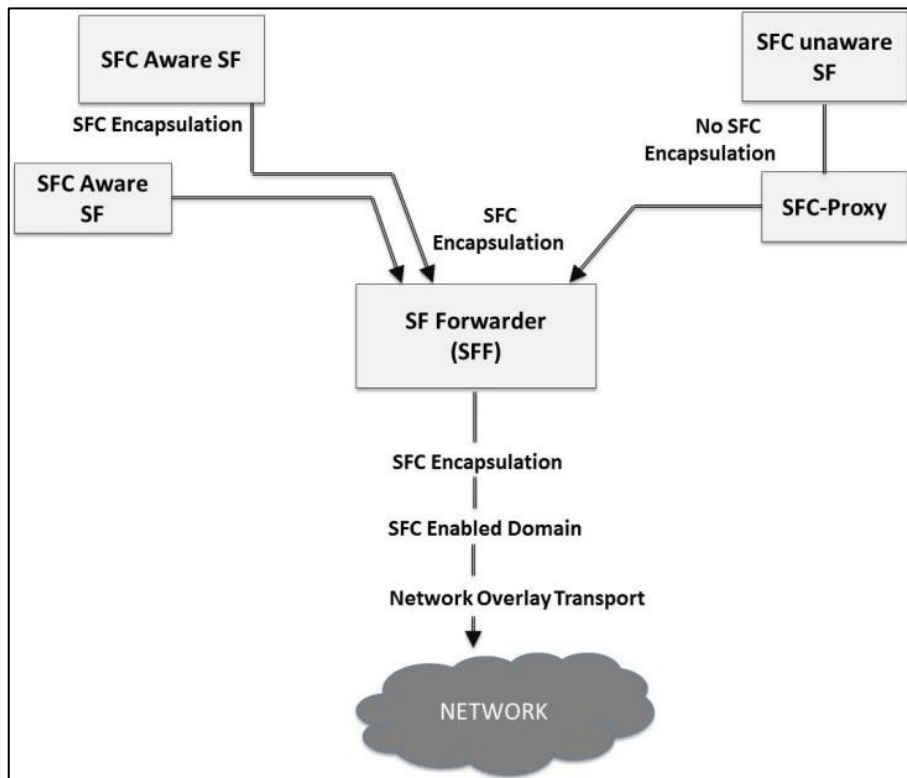 SFC Aware SF
SFC unaware
SF
SFC Encapsulation
No SFC
Encapsulation
SFC Aware
SF
SFC-Proxy
SFC
Encapsulation
SF Forwarder
(SFF)
SFC Encapsulation
SFC Enabled Domain
Network Overlay Transport
NETWORK